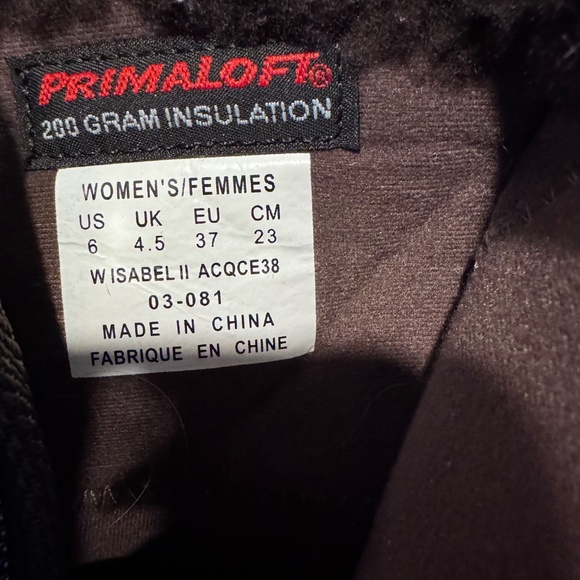 PRIMALOFT®
200 GRAM INSULATION
WOMEN'S/FEMMES
US UK EU CM
6 4.5 37 23
W ISABEL II ACQCE38
03-081
MADE IN CHINA
FABRIQUE EN CHINE